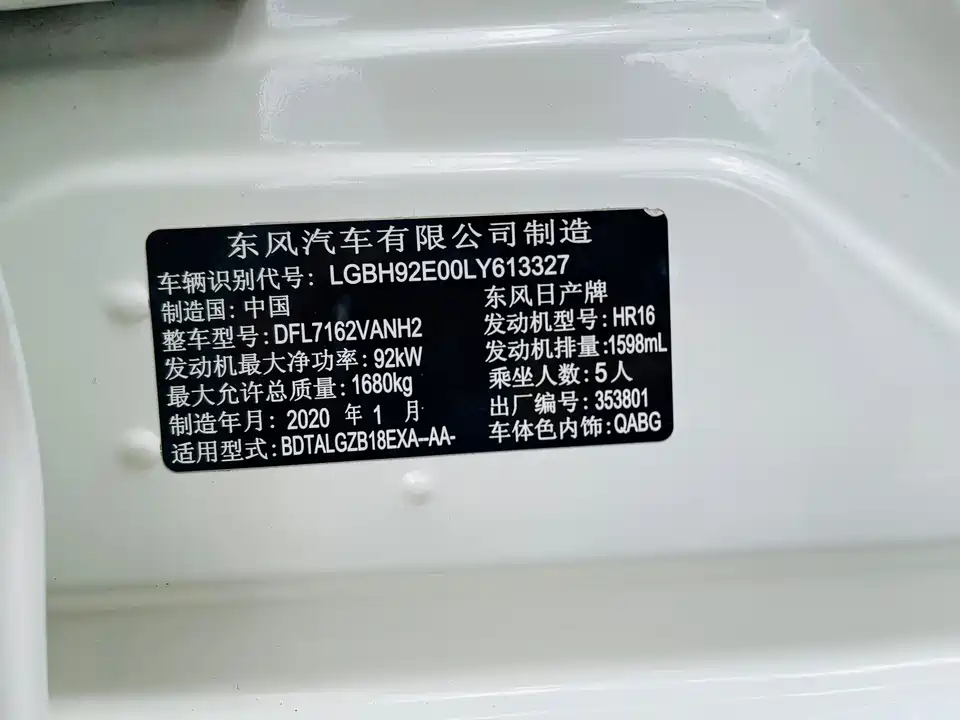 东风汽车有限公司制造
车辆识别代号: LGBH92E00LY613327
制造国: 中国 东风日产牌
整车型号: DFL7162VANH2 发动机型号: HR16
发动机最大净功率: 92kW 发动机排量: 1598mL
最大允许总质量: 1680kg 乘坐人数: 5人
制造年月: 2020 年 1 月 出厂编号: 353801
适用型式: BDTALGZB18EXA--AA- 车体色内饰: QABG